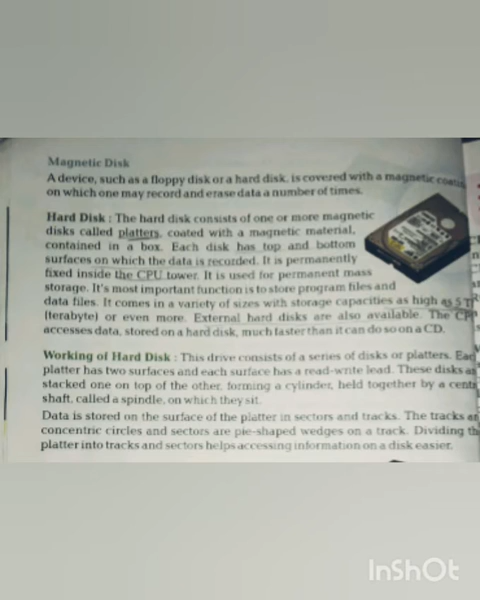 Magnetic Disk
A device, such as a floppy disk or a hard disk, is covered with a magnetic
on which one may record and erase data a number of times.
Hard Disk : The hard disk consists of one or more magnetic
disks called platters, coated with a magnetic material,
contained in a box. Each disk has top and bottom
surfaces on which the data is recorded. It is permanently
fixed inside the CPU tower. It is used for permanent mass
storage. It's most important function is to store program files and
data files. It comes in a variety of sizes with storage capacities as high as 5
(terabyte) or even more. External hard disks are also available. The
accesses data, stored on a hard disk, much faster than it can do so on a CD.
Working of Hard Disk : This drive consists of a series of disks or platters.
platter has two surfaces and each surface has a read-write lead. These disks
stacked one on top of the other, forming a cylinder, held together by a
shaft, called a spindle, on which they sit.
Data is stored on the surface of the platter in sectors and tracks. The tracks
concentric circles and sectors are pie-shaped wedges on a track. Dividing
platter into tracks and sectors helps accessing information on a disk easier.
InShOt